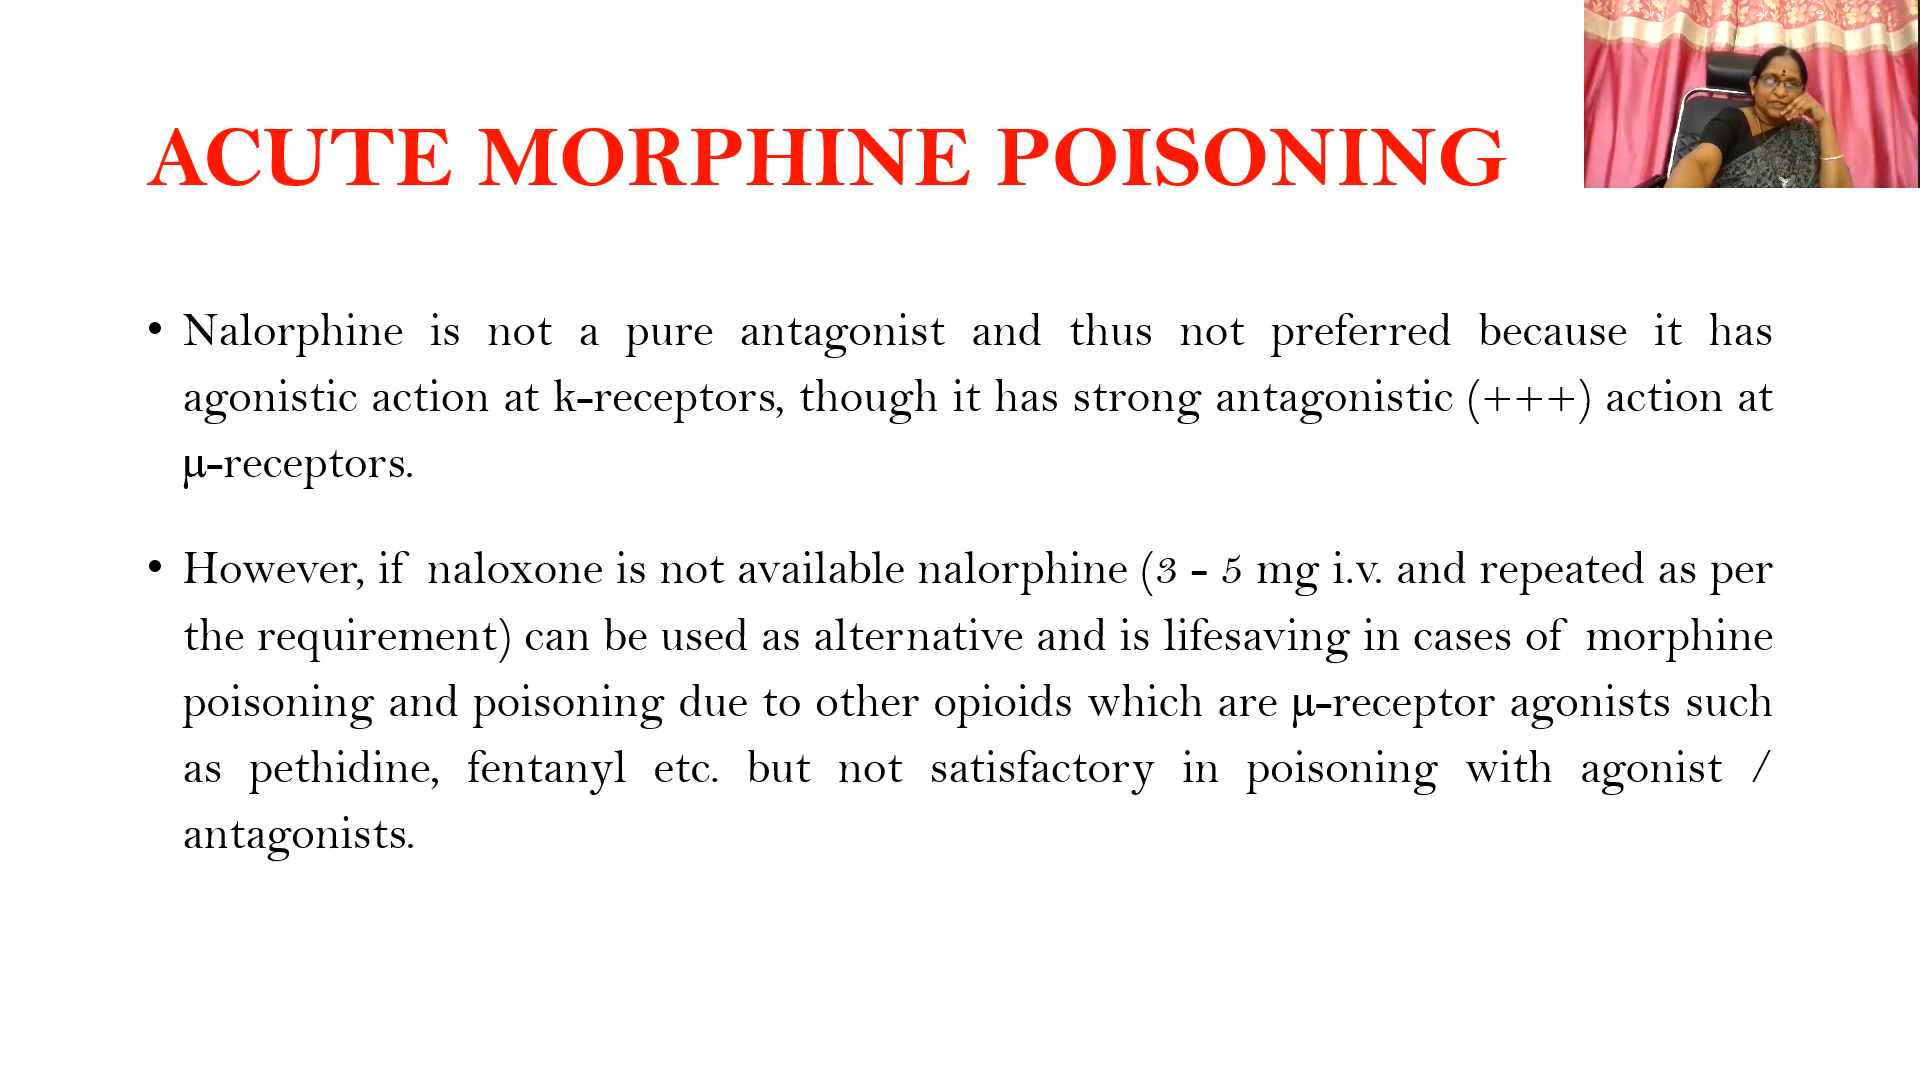 ACUTE MORPHINE POISONING
• Nalorphine is not a pure antagonist and thus not preferred because it has
agonistic action at k-receptors, though it has strong antagonistic (+++) action at
μ-receptors.
• However, if naloxone is not available nalorphine (3 - 5 mg i.v. and repeated as per
the requirement) can be used as alternative and is lifesaving in cases of morphine
poisoning and poisoning due to other opioids which are μ-receptor agonists such
as pethidine, fentanyl etc. but not satisfactory in poisoning with agonist /
antagonists.